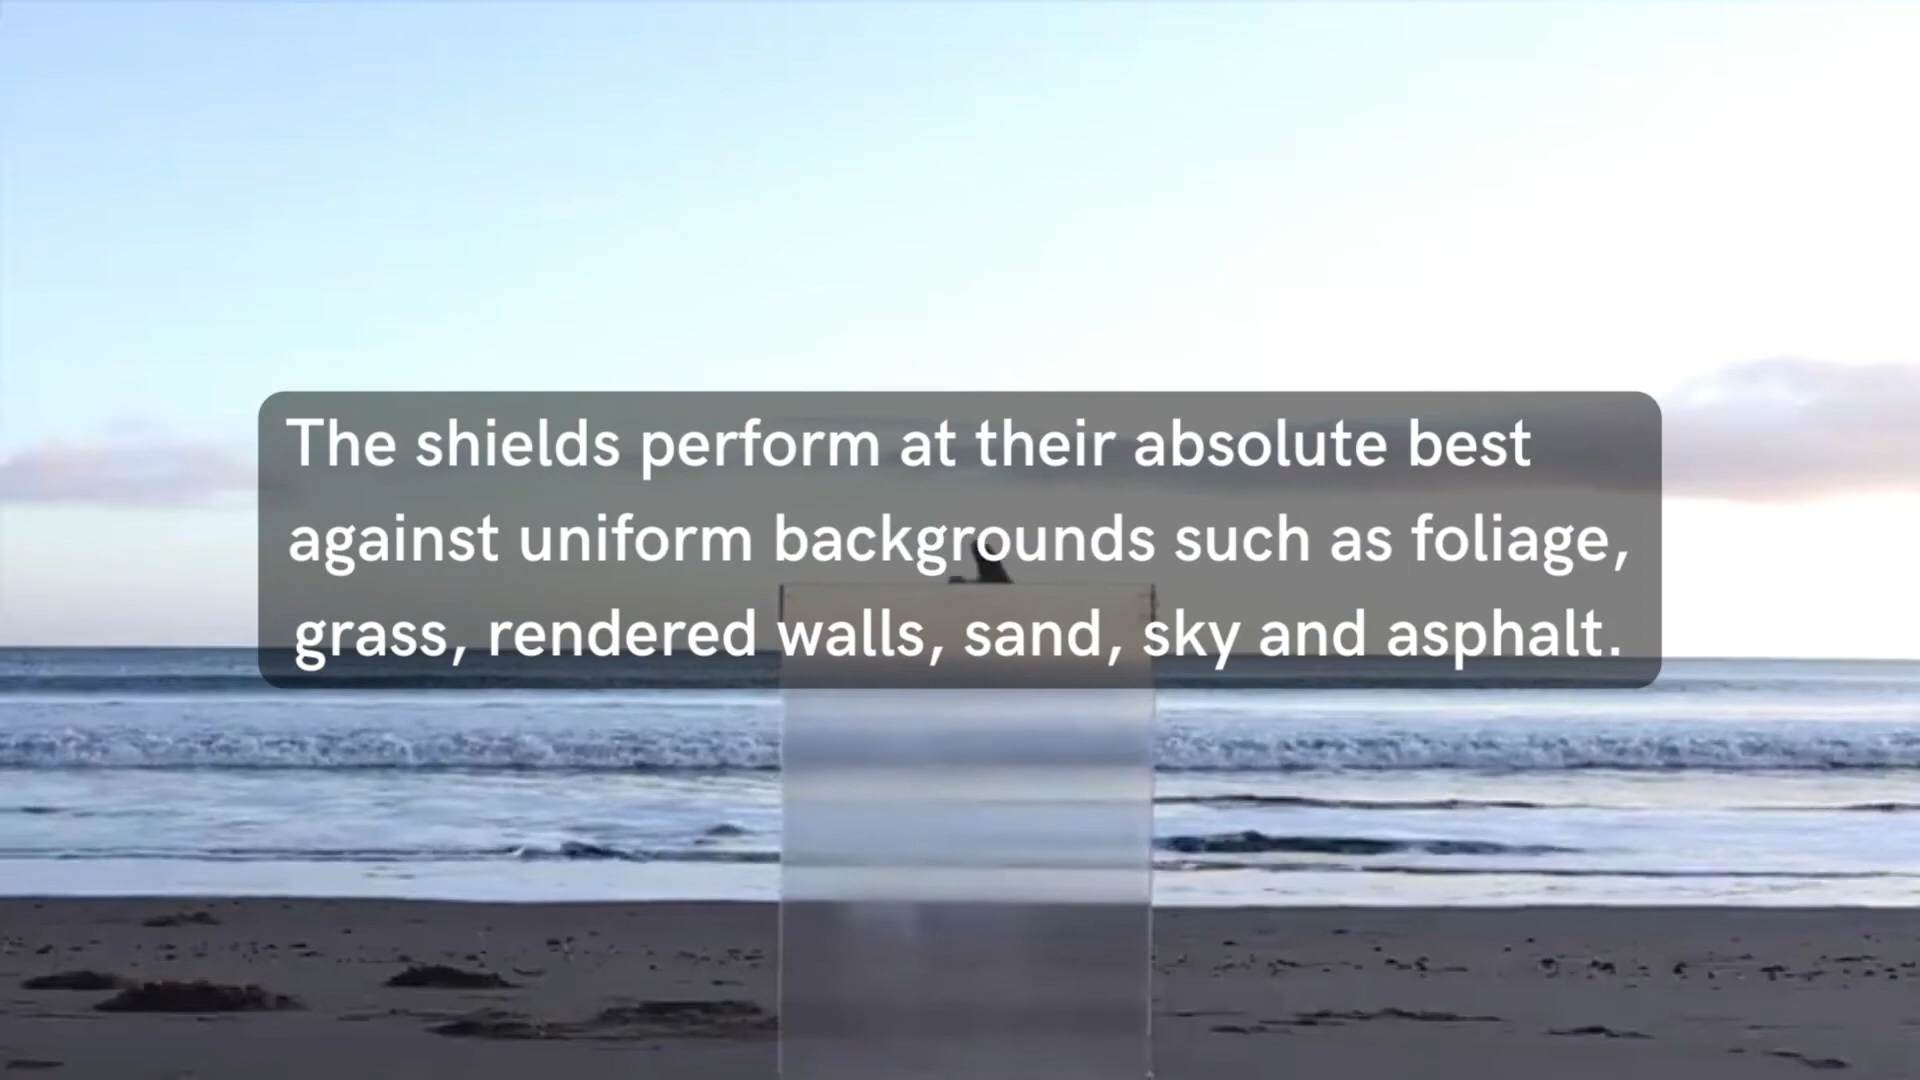 The shields perform at their absolute best
against uniform backgrounds such as foliage,
grass, rendered walls, sand, sky and asphalt.